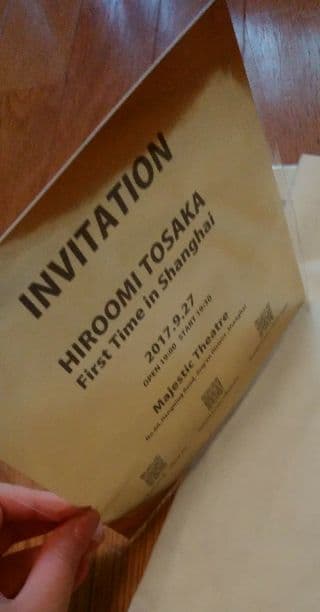 INVITATION
HIROOMI TOSAKA
First Time in Shanghai
2017.9.27
OPEN 19:00 START 19:30
Majestic Theatre